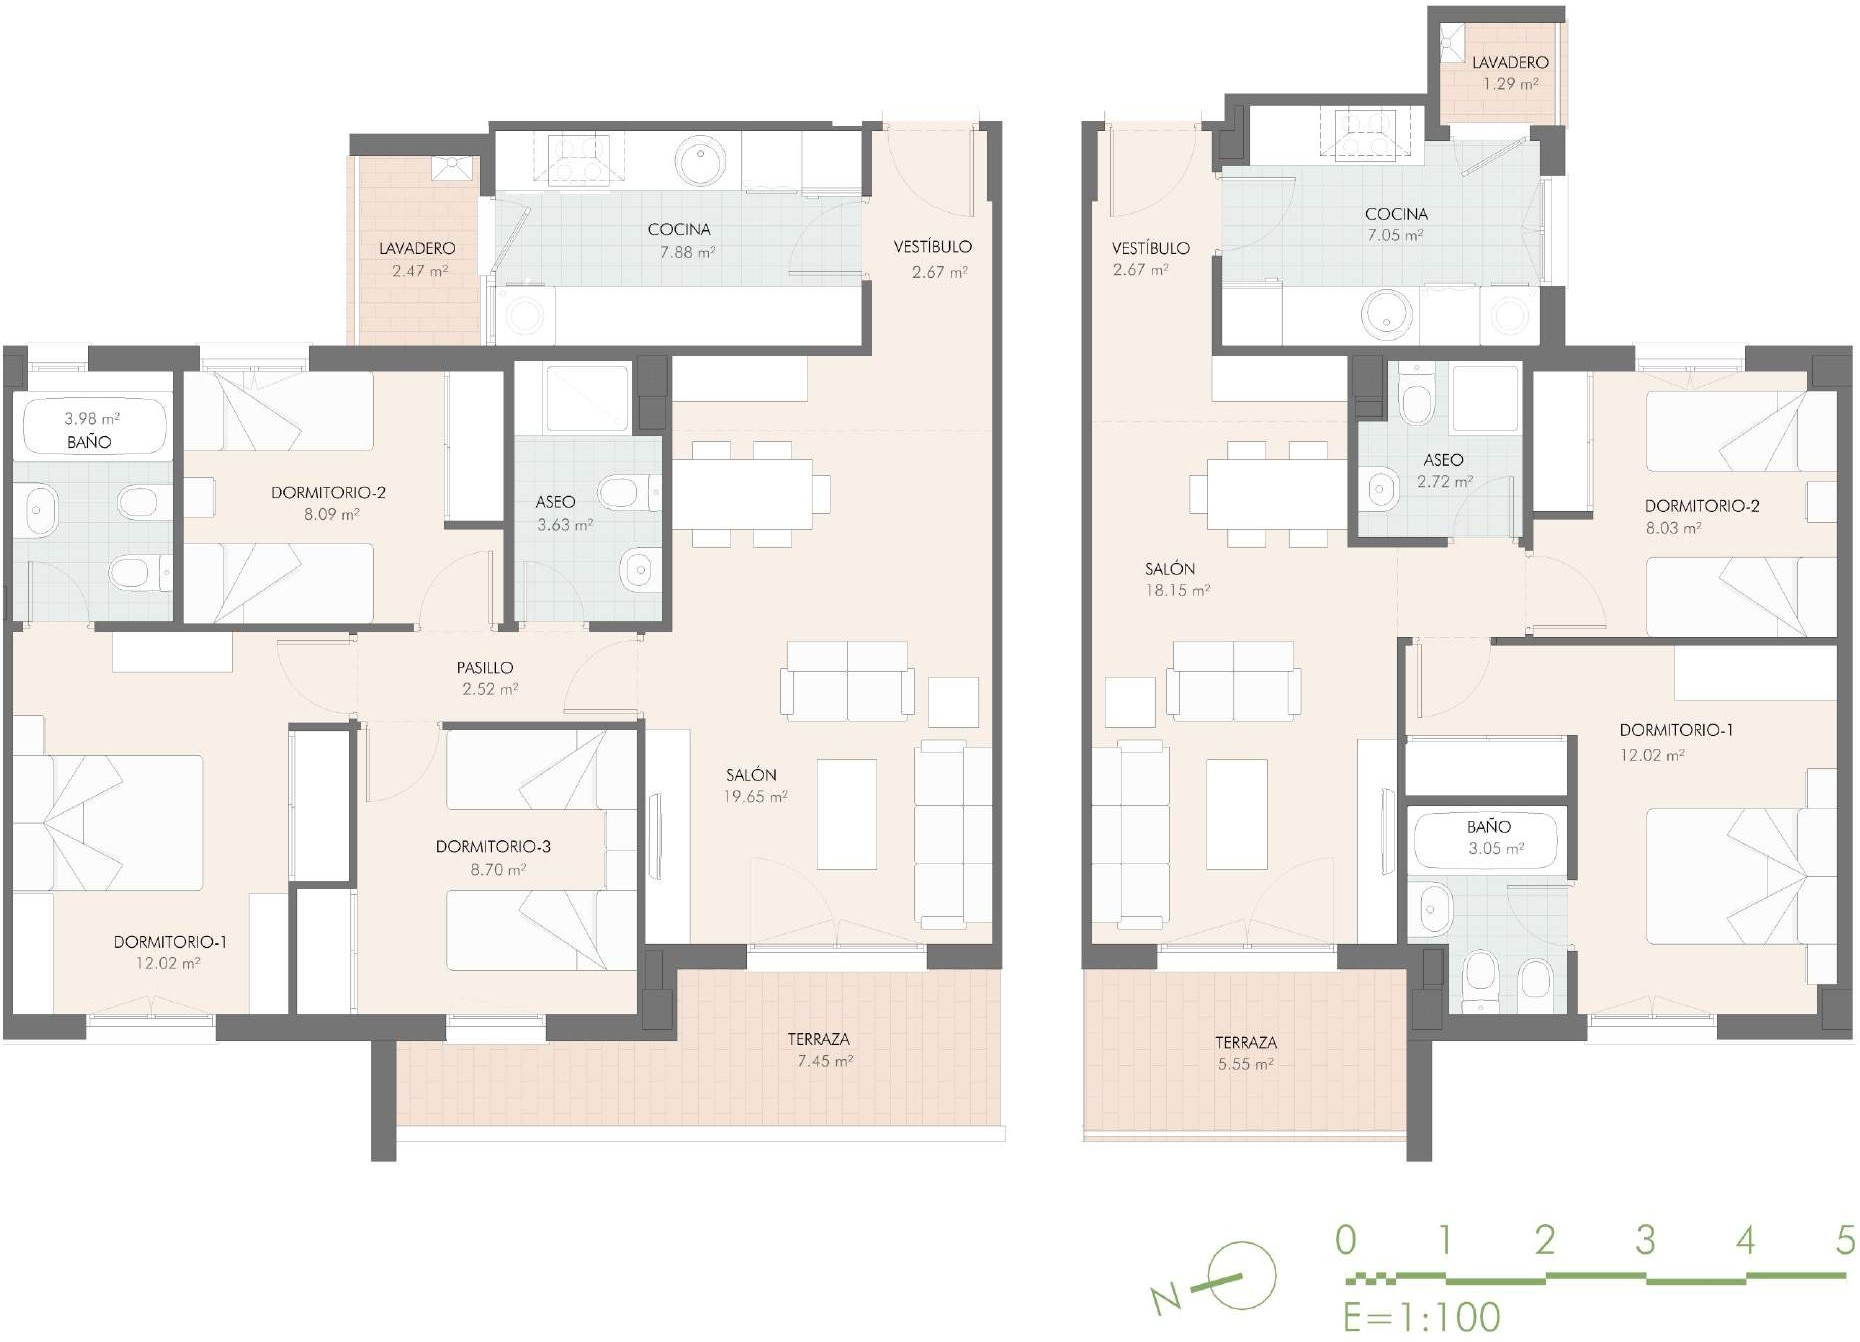 LAVADERO
2.47 m²
COCINA
7.88 m²
VESTÍBULO
2.67 m²
3.98 m²
BAÑO
DORMITORIO-2
8.09 m²
ASEO
3.63 m²
PASILLO
2.52 m²
SALÓN
19.65 m²
DORMITORIO-3
8.70 m²
DORMITORIO-1
12.02 m²
TERRAZA
7.45 m²
LAVADERO
1.29 m²
COCINA
7.05 m²
VESTÍBULO
2.67 m²
ASEO
2.72 m²
DORMITORIO-2
8.03 m²
SALÓN
18.15 m²
DORMITORIO-1
12.02 m²
BAÑO
3.05 m²
TERRAZA
5.55 m²
N
0 1 2 3 4 5
E=1:100